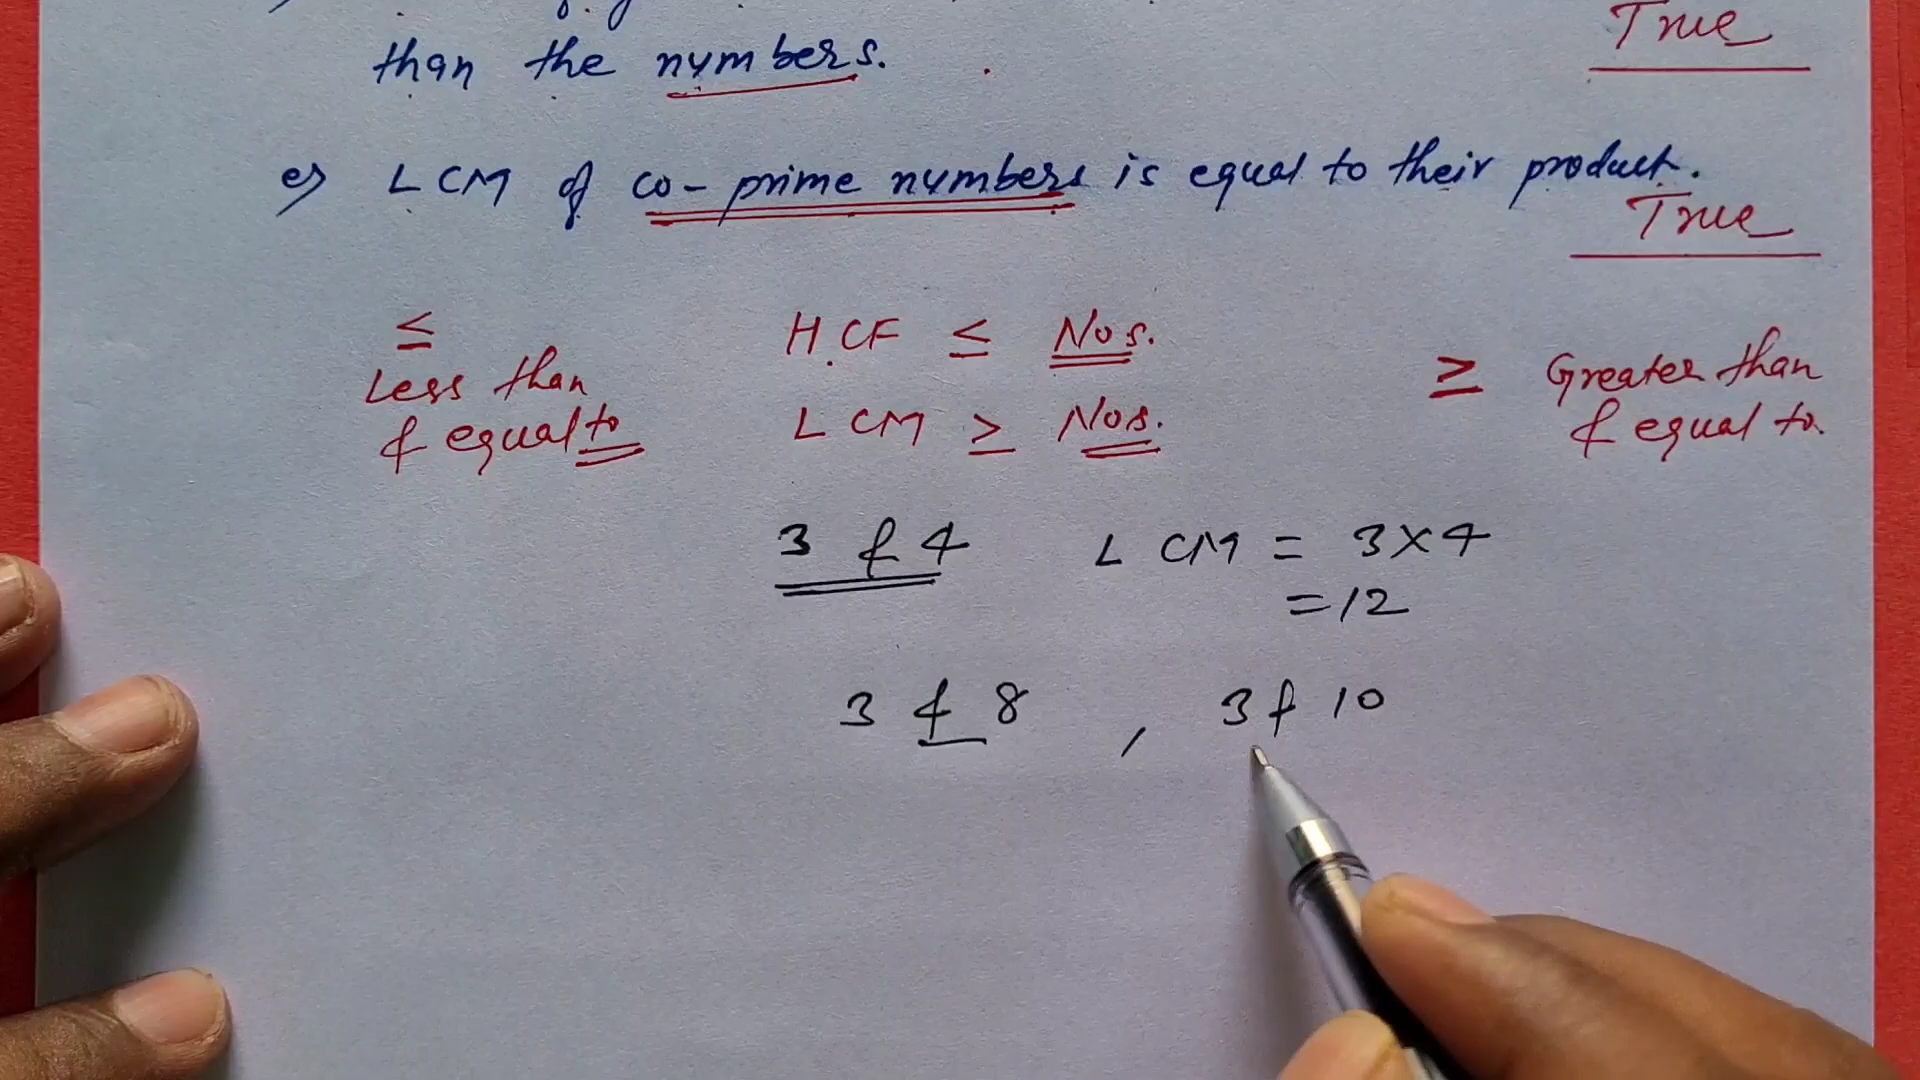 True
than the numbers.
e) LCM of co-prime numbers is equal to their product.
True
≤
Less than
& equal to
H.CF ≤ Nos.
LCM ≥ Nos.
≥ Greater than
& equal to.
3 & 4 LCM = 3×4
=12
3 & 8 , 3 & 10